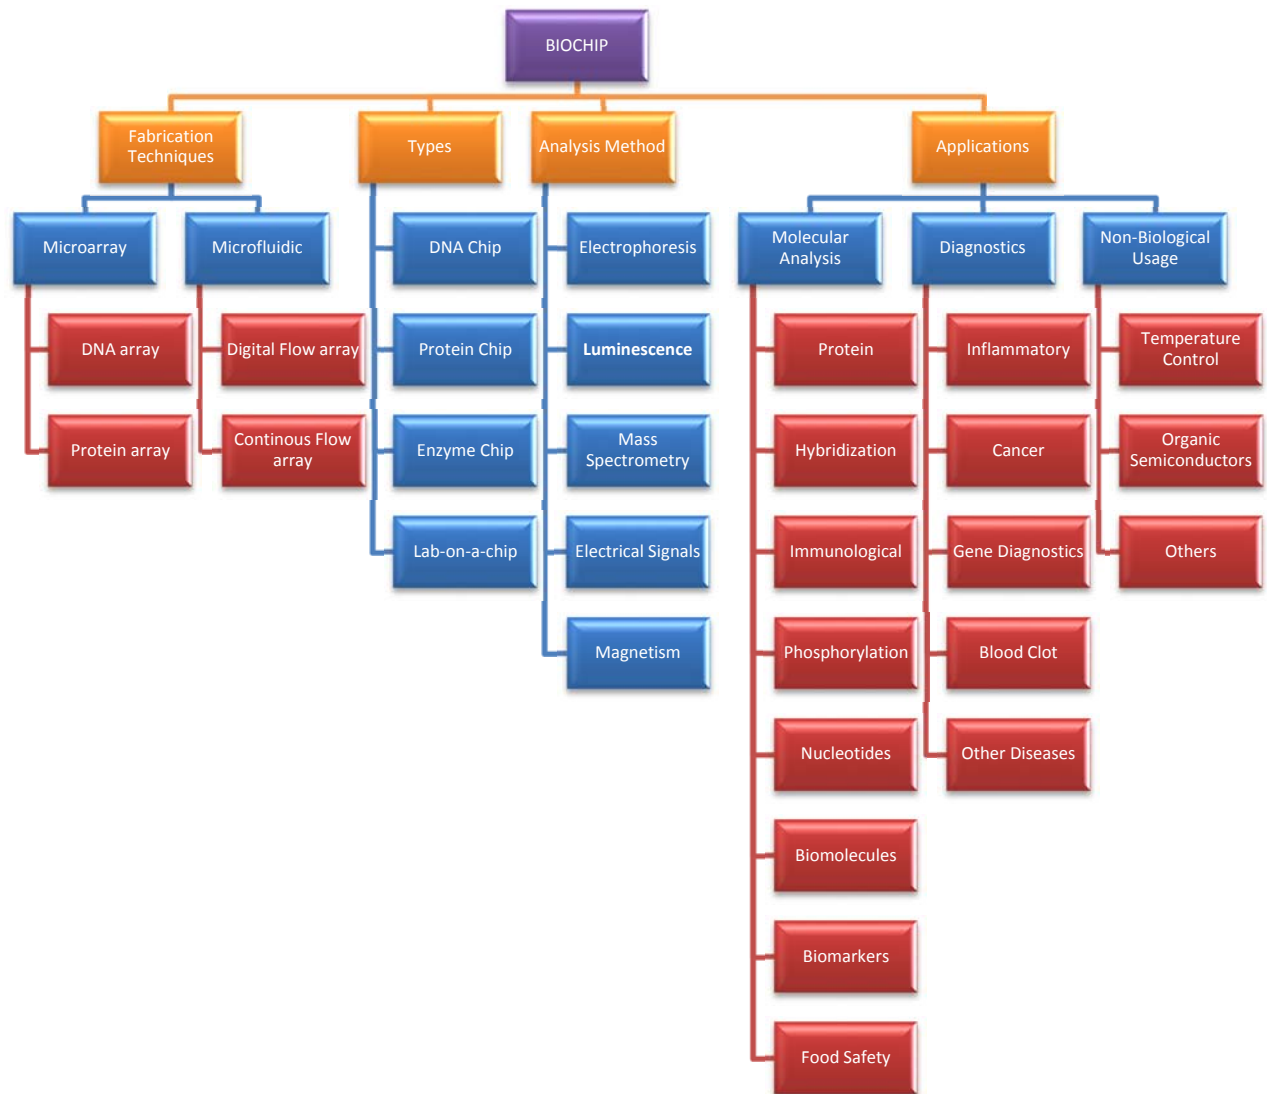 BIOCHIP
Fabrication
Techniques
Types
Analysis Method
Applications
Microarray
Microfluidic
DNA Chip
Electrophoresis
Molecular
Analysis
Diagnostics
Non-Biological
Usage
DNA array
Digital Flow array
Protein Chip
Luminescence
Protein
Inflammatory
Temperature
Control
Protein array
Continous Flow
array
Enzyme Chip
Mass
Spectrometry
Hybridization
Cancer
Organic
Semiconductors
Lab-on-a-chip
Electrical Signals
Immunological
Gene Diagnostics
Others
Magnetism
Phosphorylation
Blood Clot
Nucleotides
Other Diseases
Biomolecules
Biomarkers
Food Safety